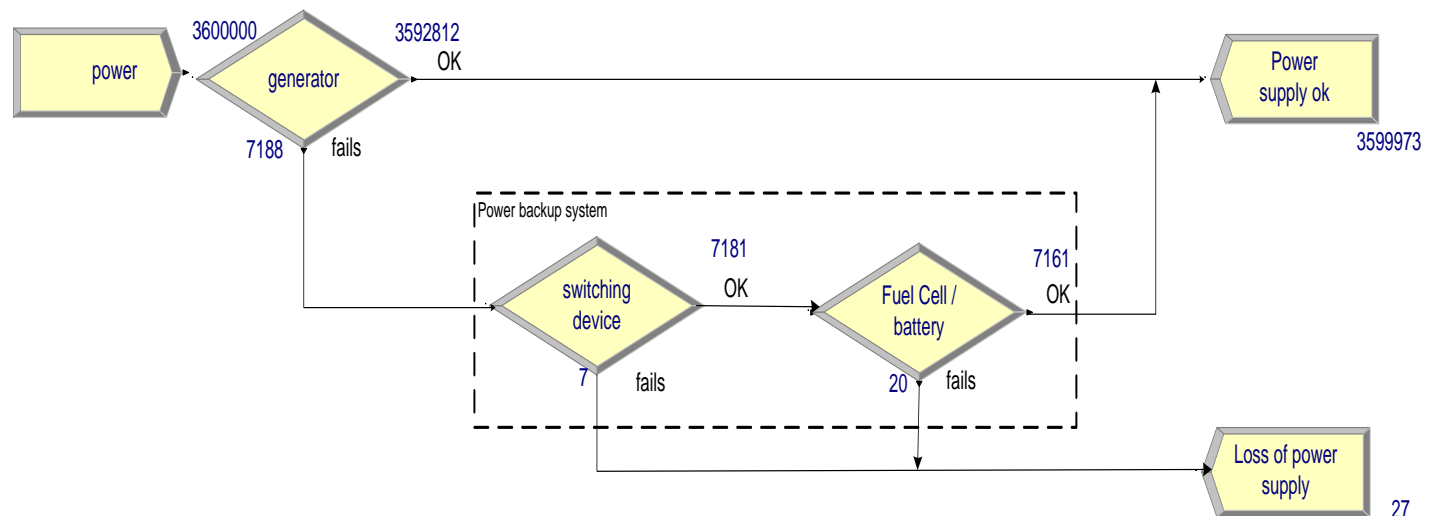 3600000
3592812
OK
power
generator
Power
supply ok
7188
fails
3599973
Power backup system
7181
OK
7161
OK
switching
device
Fuel Cell /
battery
7
fails
20
fails
Loss of power
supply
27